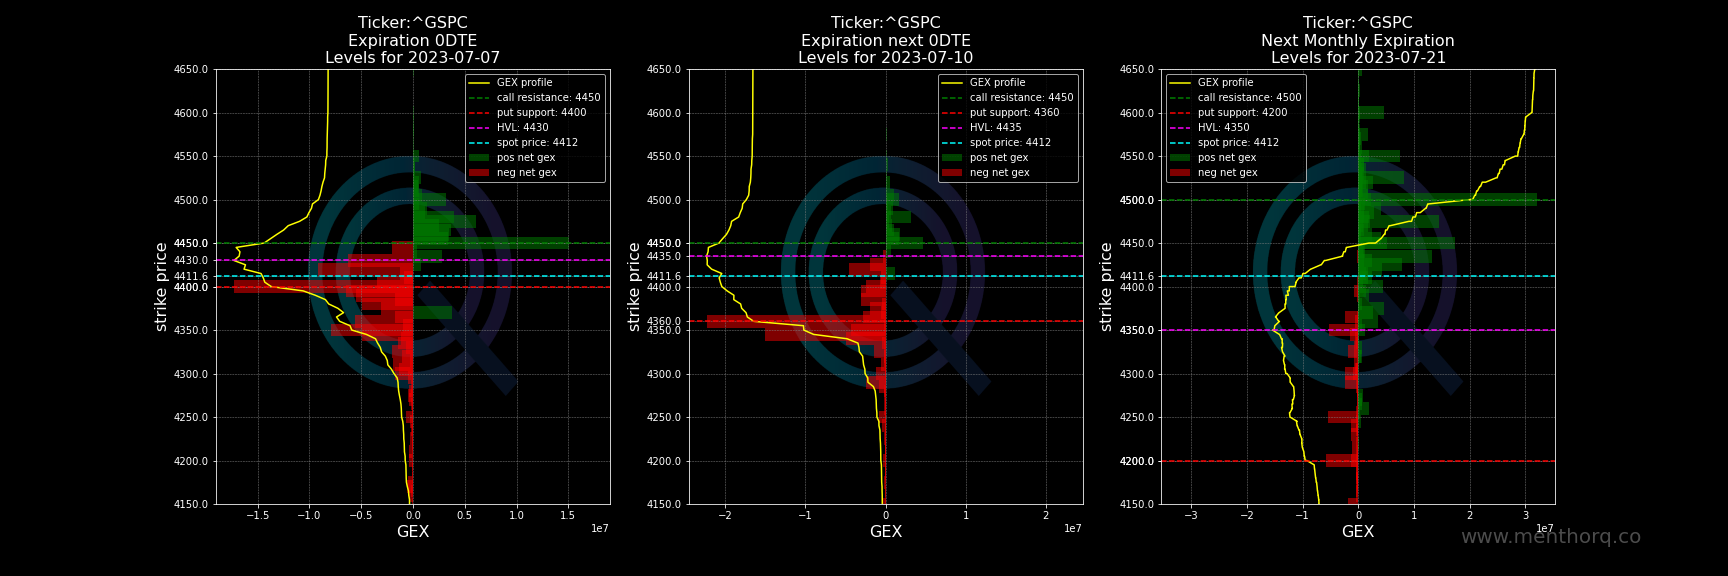 Ticker:^GSPC
Expiration 0DTE
Levels for 2023-07-07
4650.0
4600.0
4550.0
4500.0
4450.0
4430.0
4411.6
4400.0
4350.0
4300.0
4250.0
4200.0
4150.0
strike price
GEX profile
call resistance: 4450
put support: 4400
HVL: 4430
spot price: 4412
pos net gex
neg net gex
−1.5 −1.0 −0.5 0.0 0.5 1.0 1.5
1e7
GEX
Ticker:^GSPC
Expiration next 0DTE
Levels for 2023-07-10
4650.0
4600.0
4550.0
4500.0
4450.0
4435.0
4411.6
4360.0
4350.0
4300.0
4250.0
4200.0
4150.0
strike price
GEX profile
call resistance: 4450
put support: 4360
HVL: 4435
spot price: 4412
pos net gex
neg net gex
−2 −1 0 1 2
1e7
GEX
Ticker:^GSPC
Next Monthly Expiration
Levels for 2023-07-21
4650.0
4600.0
4550.0
4500.0
4450.0
4411.6
4400.0
4350.0
4300.0
4250.0
4200.0
4150.0
strike price
GEX profile
call resistance: 4500
put support: 4200
HVL: 4350
spot price: 4412
pos net gex
neg net gex
−3 −2 −1 0 1 2 3
1e7
GEX
www.menthorq.co